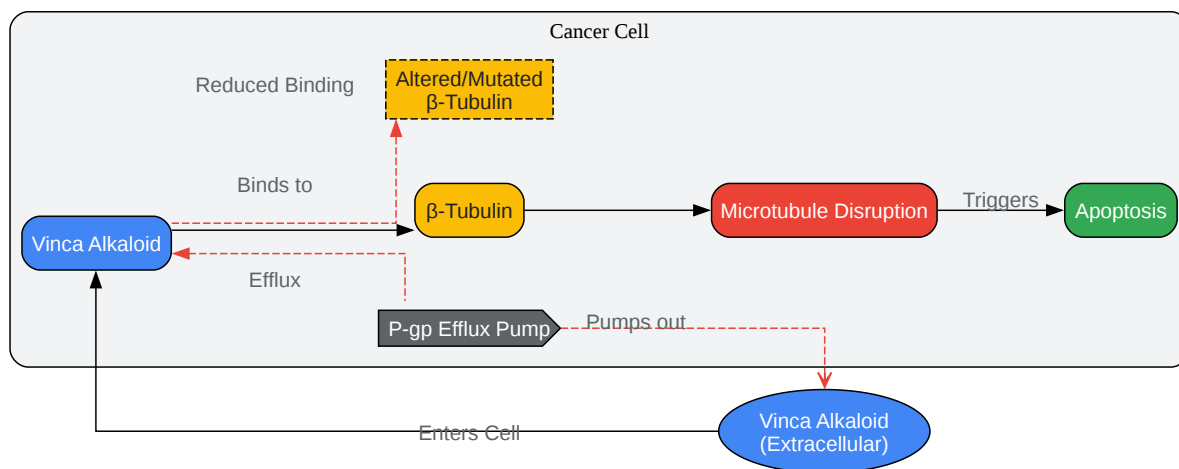 Cancer Cell
Reduced Binding
Altered/Mutated
β-Tubulin
Binds to
β-Tubulin
Microtubule Disruption
Triggers
Apoptosis
Vinca Alkaloid
Efflux
P-gp Efflux Pump
Pumps out
Vinca Alkaloid
(Extracellular)
Enters Cell